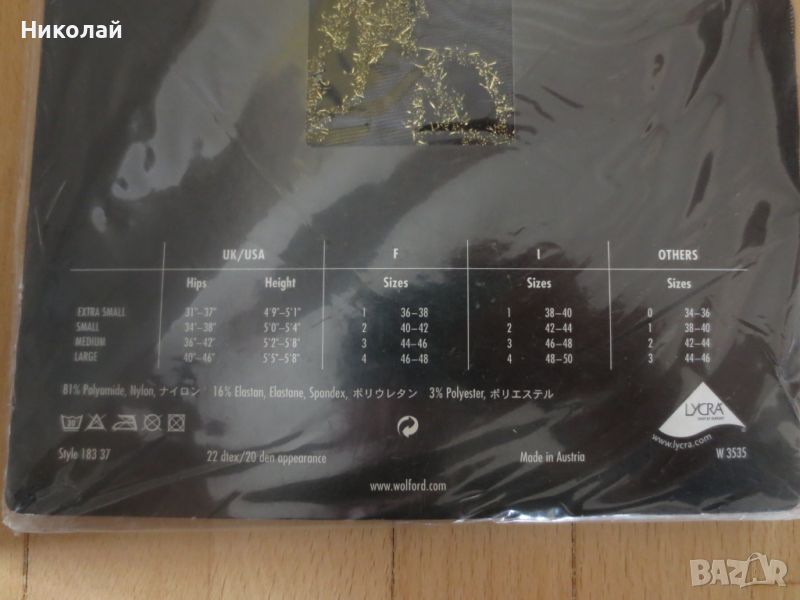 Николай
UK/USA F I OTHERS
Hips Height Sizes Sizes Sizes
EXTRA SMALL 31"–37" 4'9"–5'1" 1 36–38 1 38–40 0 34–36
SMALL 34"–38" 5'0"–5'4" 2 40–42 2 42–44 1 38–40
MEDIUM 36"–42" 5'2"–5'8" 3 44–46 3 46–48 2 42–44
LARGE 40"–46" 5'5"–5'8" 4 46–48 4 48–50 3 44–46
81% Polyamide, Nylon, ナイロン 16% Elastan, Elastane, Spandex, ポリウレタン 3% Polyester, ポリエステル
30
LYCRA
www.lycra.com
Style 183 37 22 dtex/20 den appearance Made in Austria W 3535
www.wolford.com
BAZAR